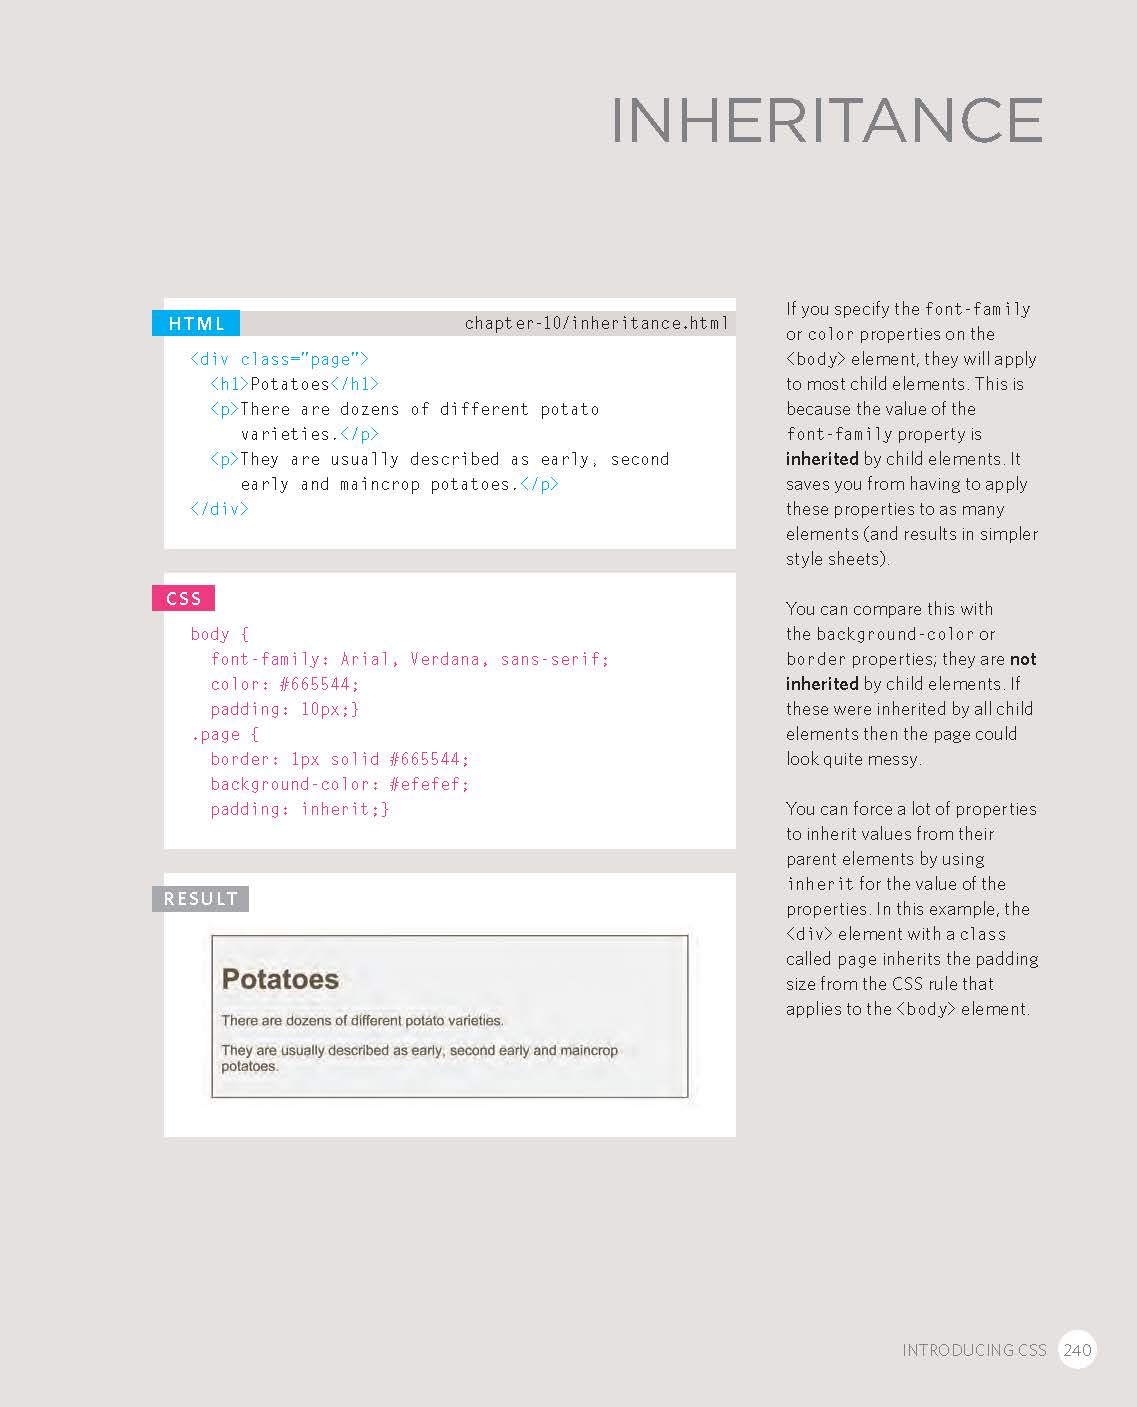 INHERITANCE
HTML
chapter-10/inheritance.html
<div class="page">
<h1>Potatoes</h1>
<p>There are dozens of different potato
varieties.</p>
<p>They are usually described as early, second
early and maincrop potatoes.</p>
</div>
CSS
body {
font-family: Arial, Verdana, sans-serif;
color: #665544;
padding: 10px;}
.page {
border: 1px solid #665544;
background-color: #efefef;
padding: inherit;}
RESULT
Potatoes
There are dozens of different potato varieties.
They are usually described as early, second early and maincrop
potatoes.
If you specify the font-family
or color properties on the
<body> element, they will apply
to most child elements. This is
because the value of the
font-family property is
inherited by child elements. It
saves you from having to apply
these properties to as many
elements (and results in simpler
style sheets).
You can compare this with
the background-color or
border properties; they are not
inherited by child elements. If
these were inherited by all child
elements then the page could
look quite messy.
You can force a lot of properties
to inherit values from their
parent elements by using
inherit for the value of the
properties. In this example, the
<div> element with a class
called page inherits the padding
size from the CSS rule that
applies to the <body> element.
INTRODUCING CSS 240